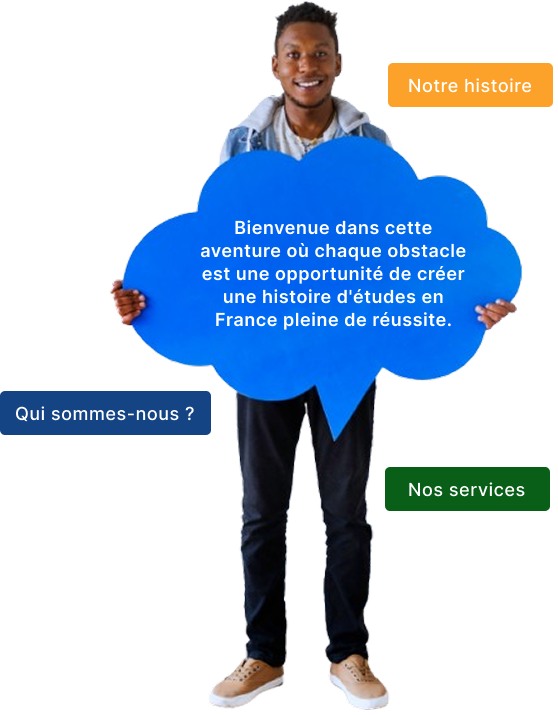 Notre histoire
Bienvenue dans cette
aventure où chaque obstacle
est une opportunité de créer
une histoire d'études en
France pleine de réussite.
Qui sommes-nous ?
Nos services